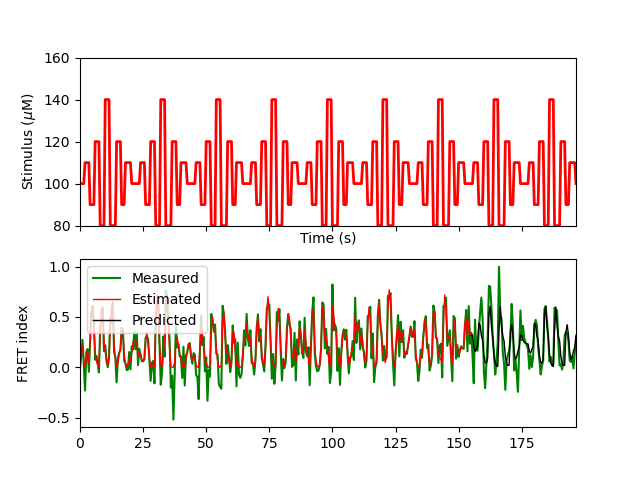 160
140
120
100
80
Stimulus (μM)
Time (s)
1.0
0.5
0.0
−0.5
FRET index
Measured
Estimated
Predicted
0 25 50 75 100 125 150 175